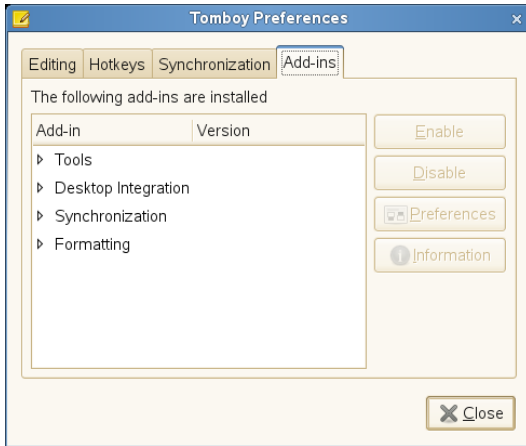 Tomboy Preferences
Editing Hotkeys Synchronization Add-ins
The following add-ins are installed
Add-in Version
Tools
Desktop Integration
Synchronization
Formatting
Enable
Disable
Preferences
Information
Close